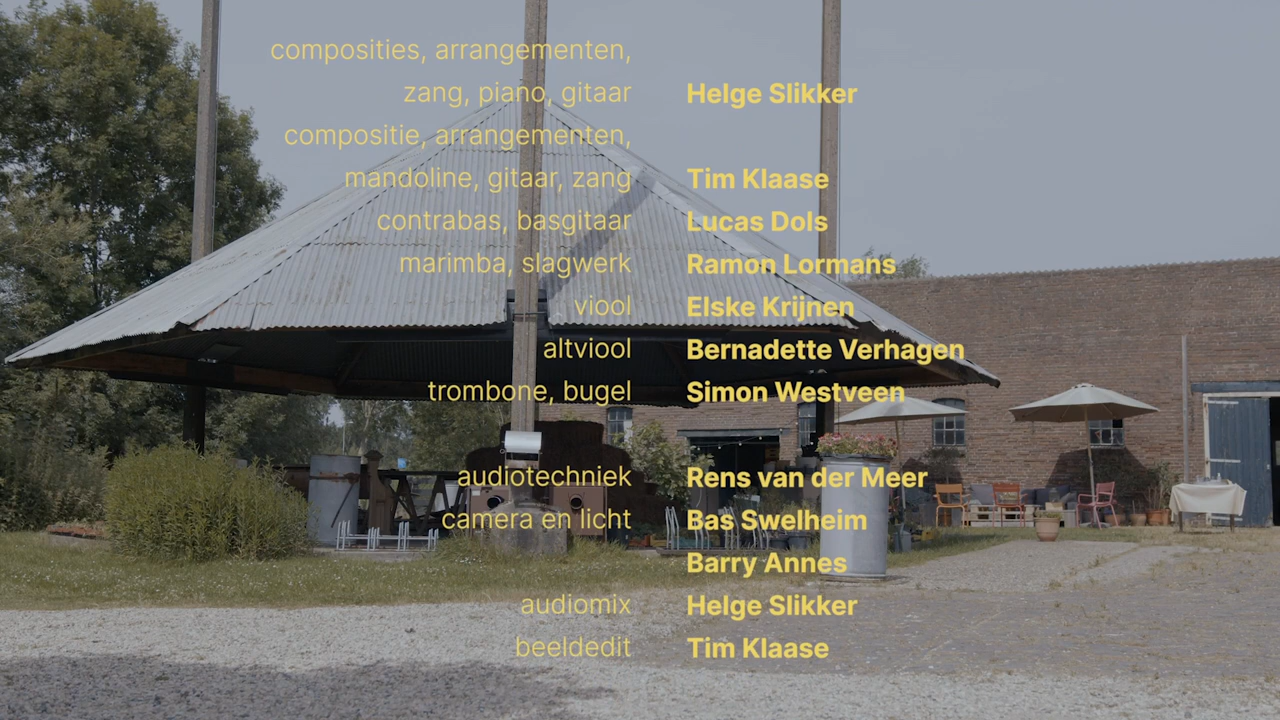 composities, arrangementen,
zang, piano, gitaar Helge Slikker
compositie, arrangementen,
mandoline, gitaar, zang Tim Klaase
contrabas, basgitaar Lucas Dols
marimba, slagwerk Ramon Lormans
viool Elske Krijnen
altviool Bernadette Verhagen
trombone, bugel Simon Westveen
audiotechniek Rens van der Meer
camera en licht Bas Swelheim
Barry Annes
audiomix Helge Slikker
beeldedit Tim Klaase